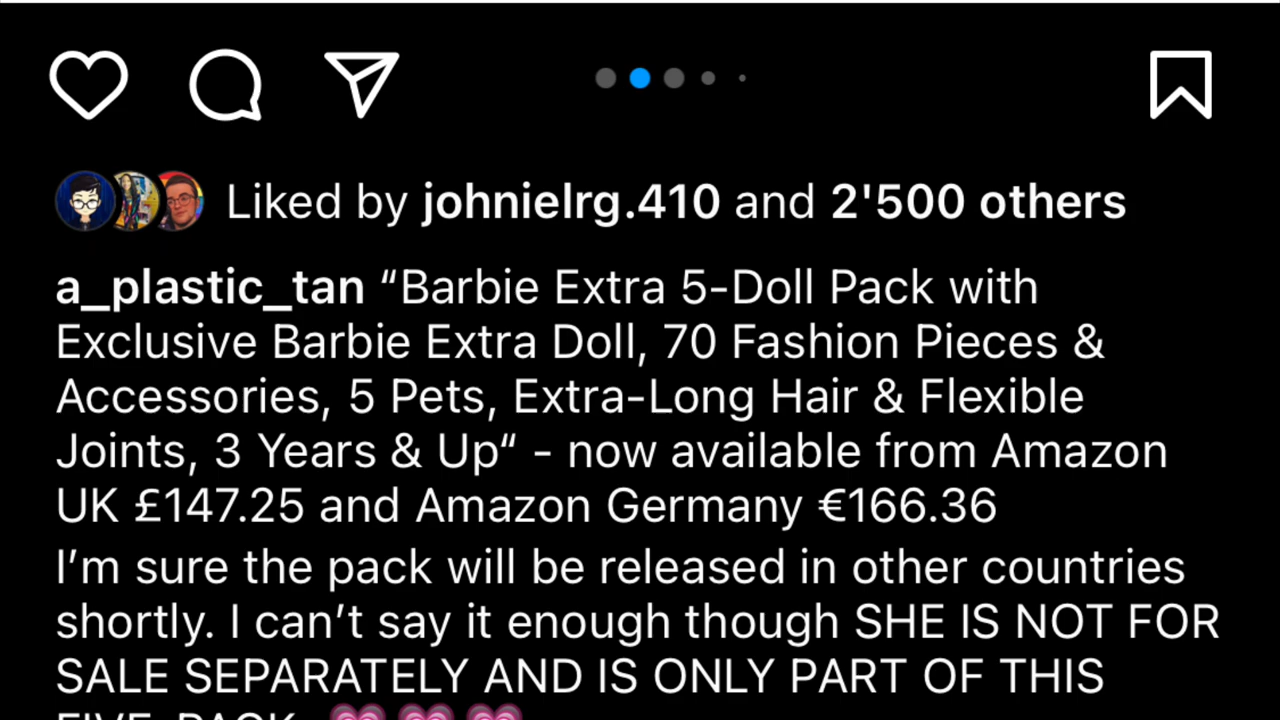 Liked by johnielrg.410 and 2'500 others
a_plastic_tan “Barbie Extra 5-Doll Pack with
Exclusive Barbie Extra Doll, 70 Fashion Pieces &
Accessories, 5 Pets, Extra-Long Hair & Flexible
Joints, 3 Years & Up“ - now available from Amazon
UK £147.25 and Amazon Germany €166.36
I’m sure the pack will be released in other countries
shortly. I can’t say it enough though SHE IS NOT FOR
SALE SEPARATELY AND IS ONLY PART OF THIS
FIVE-PACK 💗💗💗